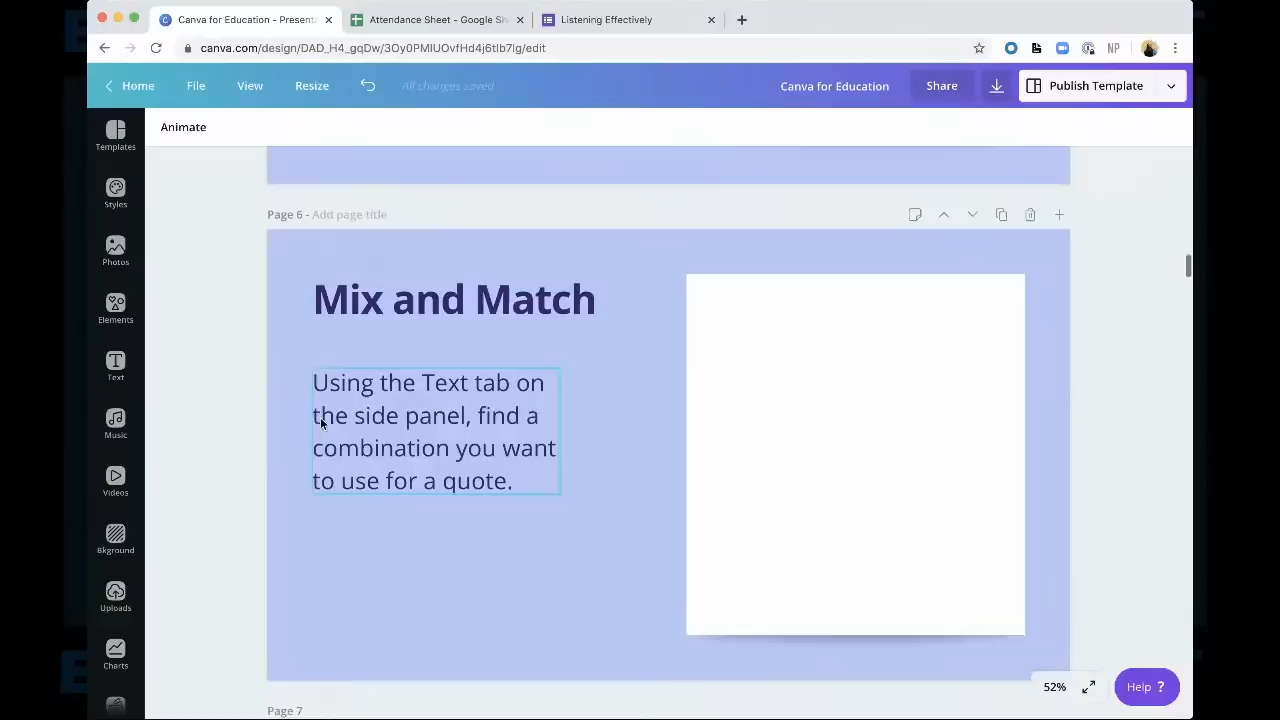 Canva for Education - Presenta
Attendance Sheet - Google Sh
Listening Effectively
canva.com/design/DAD_H4_gqDw/3Oy0PMIUOvfHd4j6tIb7Ig/edit
NP
Home
File
View
Resize
All changes saved
Canva for Education
Share
Publish Template
Animate
Templates
Styles
Photos
Elements
Text
Music
Videos
Bkground
Uploads
Charts
Page 6 - Add page title
Mix and Match
Using the Text tab on
the side panel, find a
combination you want
to use for a quote.
Page 7
52%
Help ?